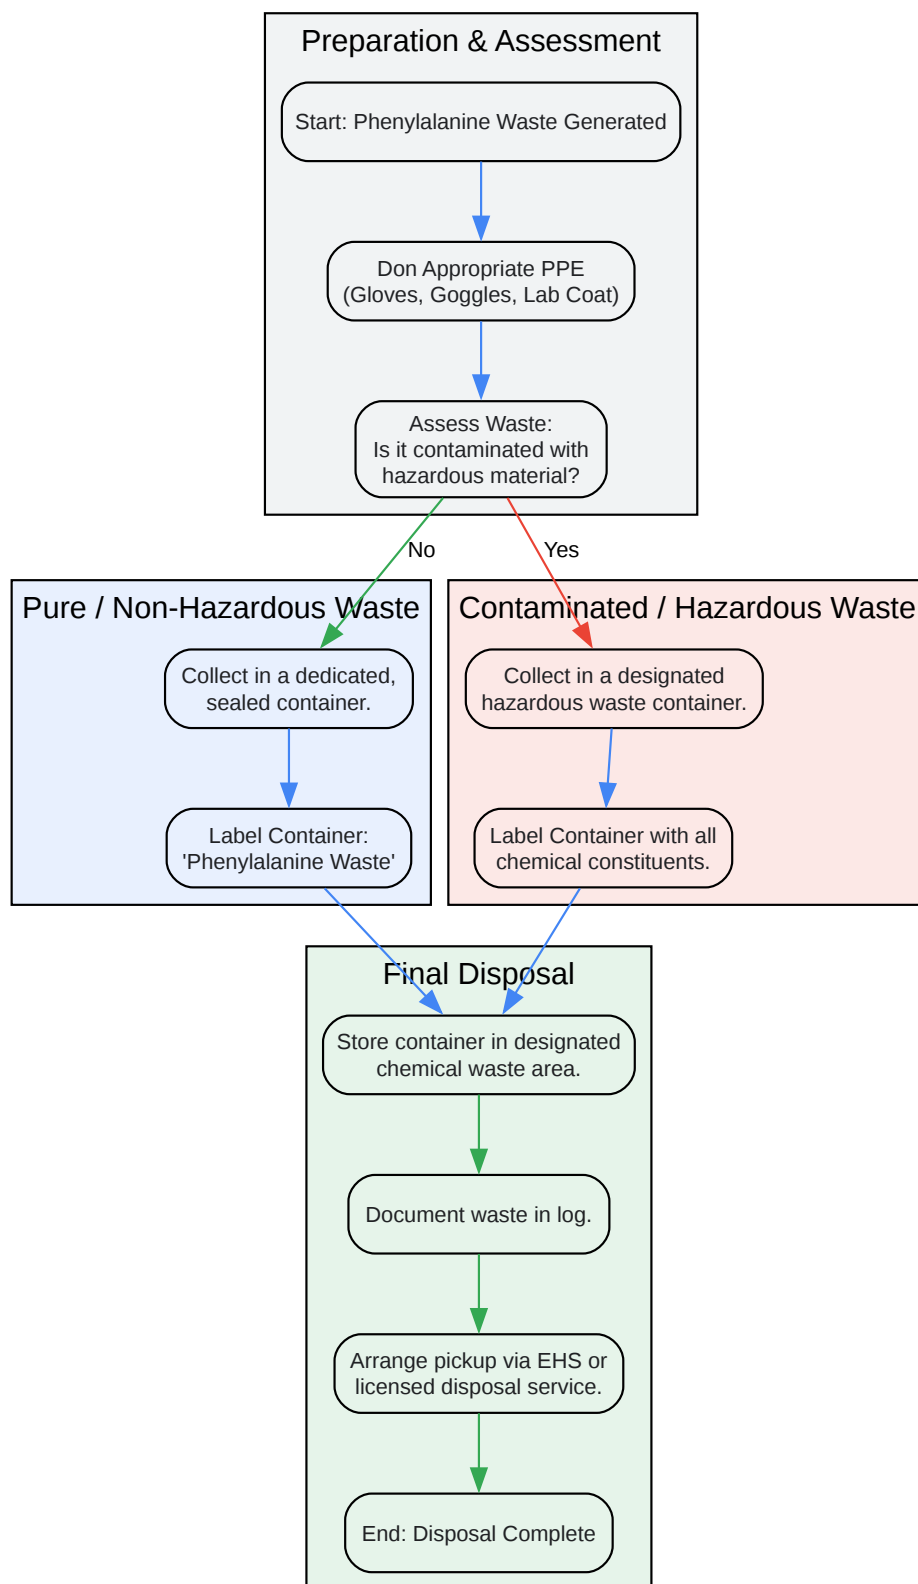 Preparation & Assessment
Start: Phenylalanine Waste Generated
Don Appropriate PPE
(Gloves, Goggles, Lab Coat)
Assess Waste:
Is it contaminated with
hazardous material?
No
Yes
Pure / Non-Hazardous Waste
Collect in a dedicated,
sealed container.
Label Container:
'Phenylalanine Waste'
Contaminated / Hazardous Waste
Collect in a designated
hazardous waste container.
Label Container with all
chemical constituents.
Final Disposal
Store container in designated
chemical waste area.
Document waste in log.
Arrange pickup via EHS or
licensed disposal service.
End: Disposal Complete